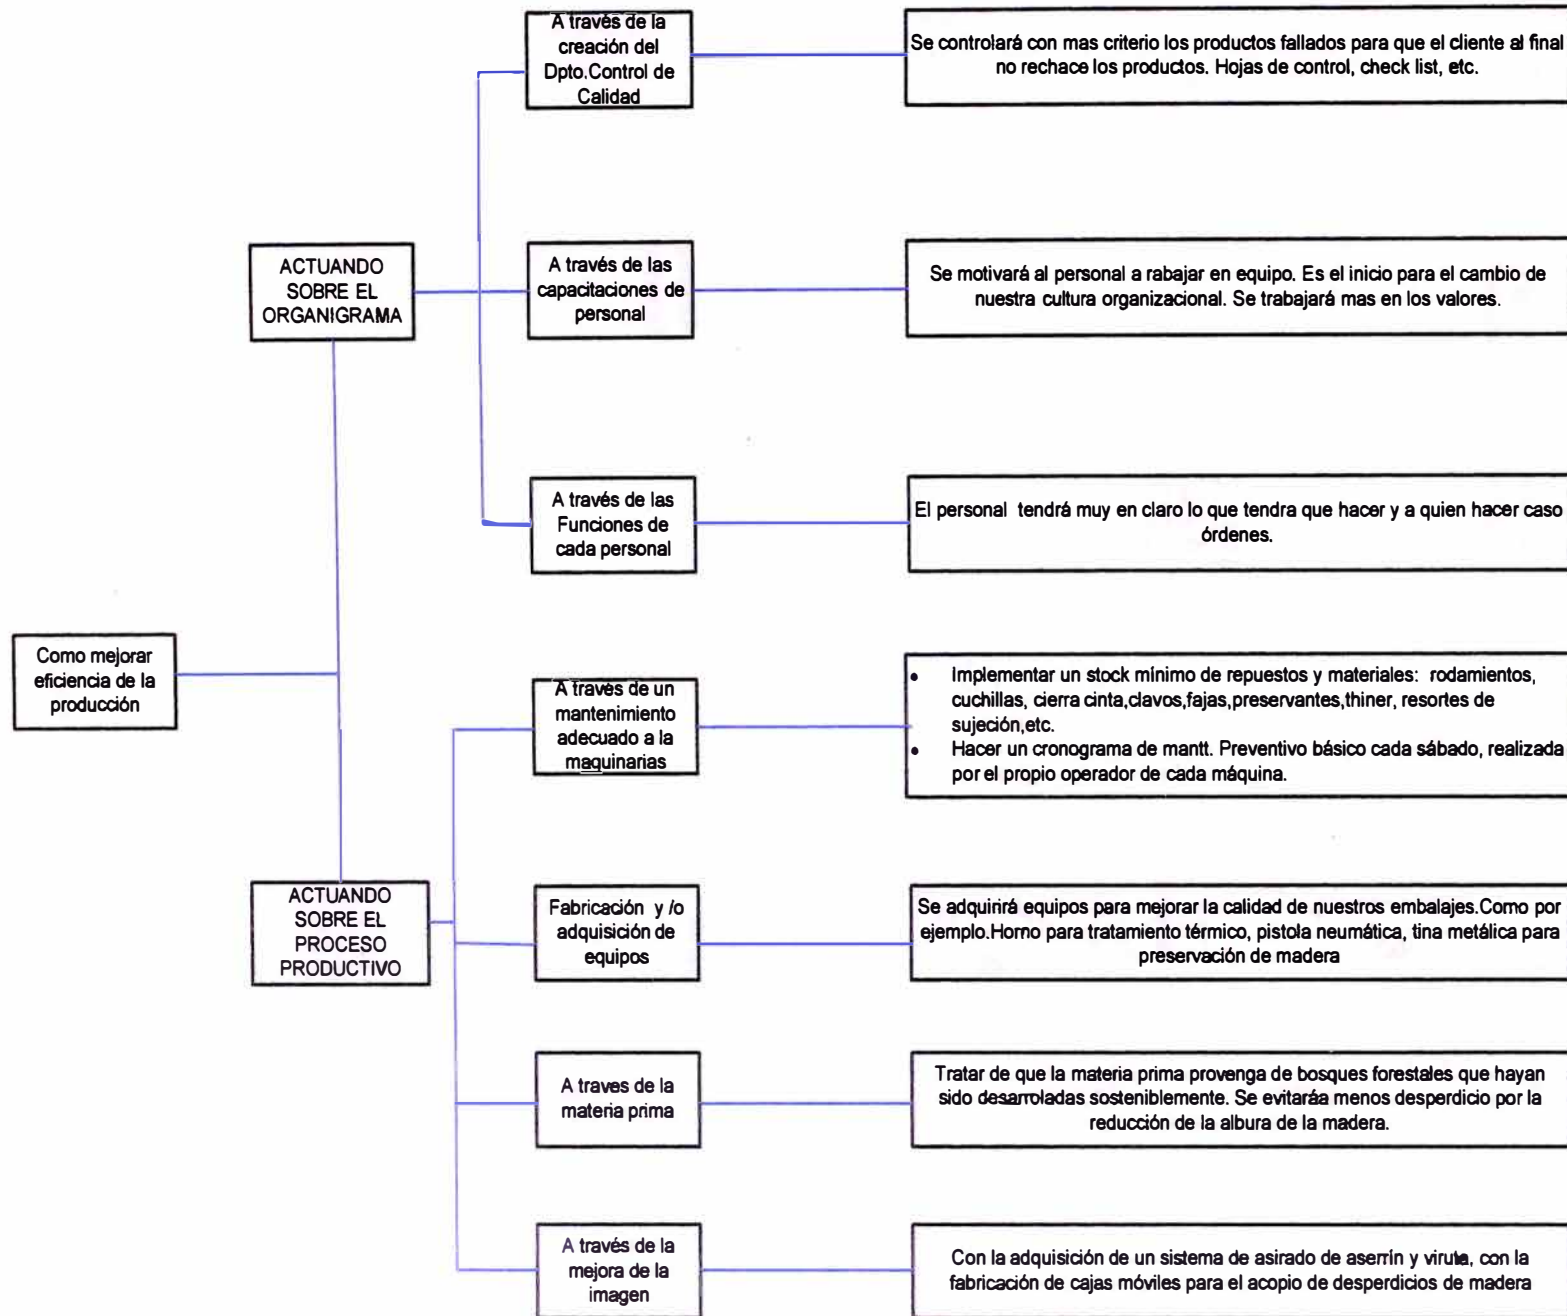 A través de la
creación del
Dpto.Control de
Calidad
Se controlará con mas criterio los productos fallados para que el cliente al final
no rechace los productos. Hojas de control, check list, etc.
ACTUANDO
SOBRE EL
ORGANIGRAMA
A través de las
capacitaciones de
personal
Se motivará al personal a rabajar en equipo. Es el inicio para el cambio de
nuestra cultura organizacional. Se trabajará mas en los valores.
A través de las
Funciones de
cada personal
El personal tendrá muy en claro lo que tendra que hacer y a quien hacer caso
órdenes.
Como mejorar
eficiencia de la
producción
A través de un
mantenimiento
adecuado a la
maquinarias
• Implementar un stock mínimo de repuestos y materiales: rodamientos,
cuchillas, cierra cinta,clavos,fajas,preservantes,thiner, resortes de
sujeción,etc.
• Hacer un cronograma de mantt. Preventivo básico cada sábado, realizada
por el propio operador de cada máquina.
ACTUANDO
SOBRE EL
PROCESO
PRODUCTIVO
Fabricación y /o
adquisición de
equipos
Se adquirirá equipos para mejorar la calidad de nuestros embalajes.Como por
ejemplo.Horno para tratamiento térmico, pistola neumática, tina metálica para
preservación de madera
A traves de la
materia prima
Tratar de que la materia prima provenga de bosques forestales que hayan
sido desarroladas sosteniblemente. Se evitaráa menos desperdicio por la
reducción de la albura de la madera.
A través de la
mejora de la
imagen
Con la adquisición de un sistema de asirado de aserrín y viruta, con la
fabricación de cajas móviles para el acopio de desperdicios de madera